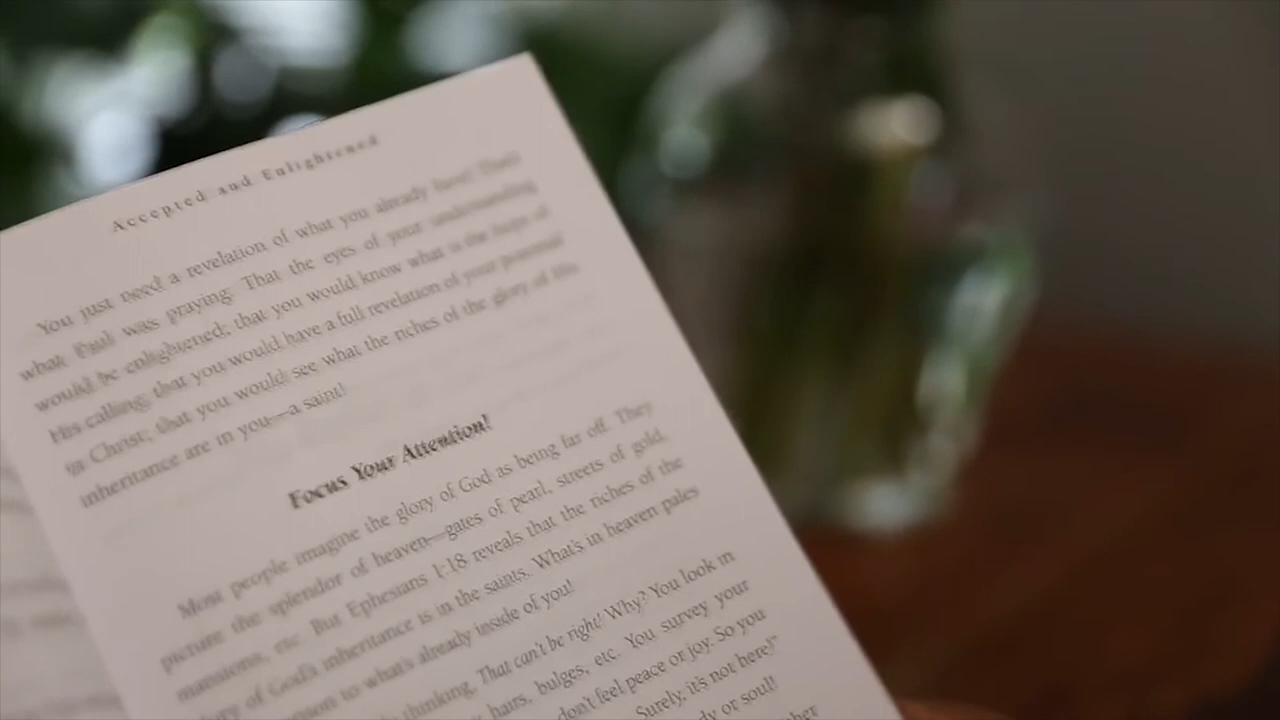 Accepted and Enlightened
You just need a revelation of what you already have! That's
what Paul was praying: That the eyes of your understanding
would be enlightened; that you would know what is the hope of
His calling; that you would have a full revelation of your potential
in Christ; that you would see what the riches of the glory of His
inheritance are in you—a saint!
Focus Your Attention!
Most people imagine the glory of God as being far off. They
picture the splendor of heaven—gates of pearl, streets of gold,
mansions, etc. But Ephesians 1:18 reveals that the riches of the
of God's inheritance is in the saints. What's in heaven pales
to what's already inside of you!
thinking, That can't be right! Why? You look in
hairs, bulges, etc. You survey your
don't feel peace or joy. So you
Surely, it's not here!"
or soul!